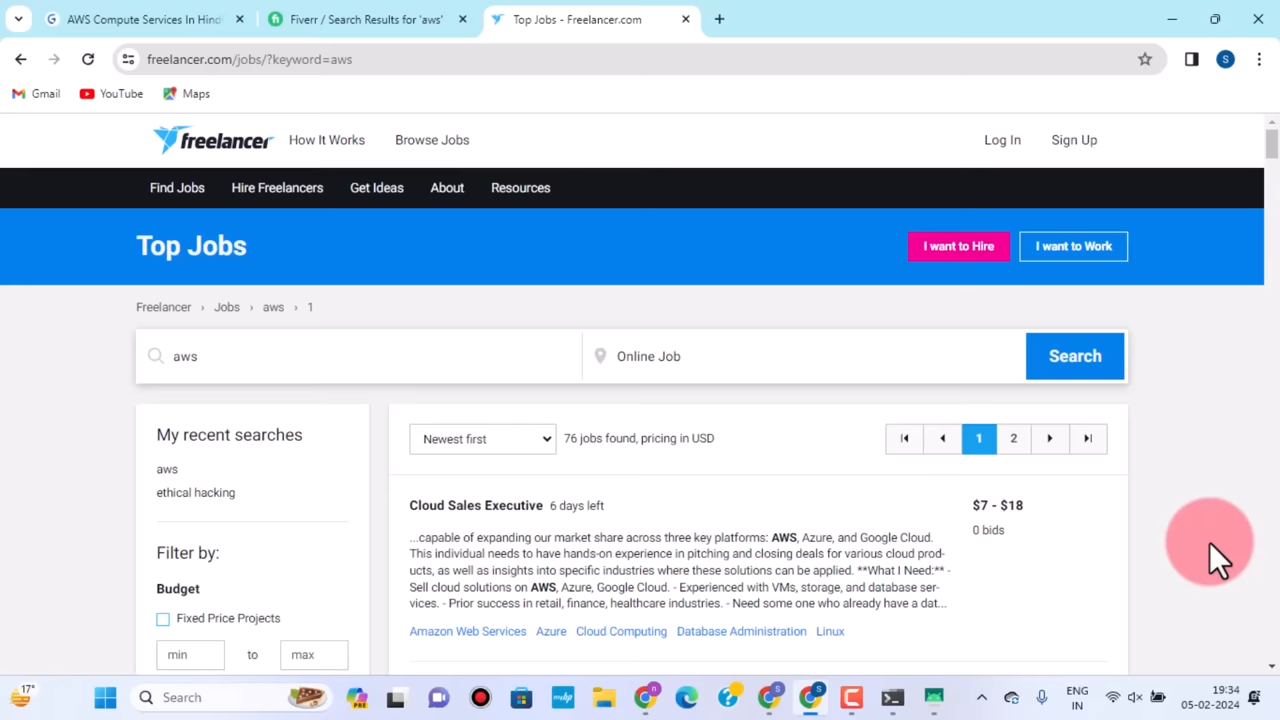 AWS Compute Services In Hind
Fiverr / Search Results for 'aws'
Top Jobs - Freelancer.com
freelancer.com/jobs/?keyword=aws
S
Gmail
YouTube
Maps
freelancer
How It Works
Browse Jobs
Log In
Sign Up
Find Jobs
Hire Freelancers
Get Ideas
About
Resources
Top Jobs
I want to Hire
I want to Work
Freelancer › Jobs › aws › 1
aws
Online Job
Search
My recent searches
aws
ethical hacking
Filter by:
Budget
Fixed Price Projects
min to max
Newest first
76 jobs found, pricing in USD
1
2
Cloud Sales Executive 6 days left
$7 - $18
0 bids
...capable of expanding our market share across three key platforms: AWS, Azure, and Google Cloud.
This individual needs to have hands-on experience in pitching and closing deals for various cloud prod-
ucts, as well as insights into specific industries where these solutions can be applied. **What I Need:** -
Sell cloud solutions on AWS, Azure, Google Cloud. - Experienced with VMs, storage, and database ser-
vices. - Prior success in retail, finance, healthcare industries. - Need some one who already have a dat...
Amazon Web Services Azure Cloud Computing Database Administration Linux
17°
Search
ENG
IN
19:34
05-02-2024